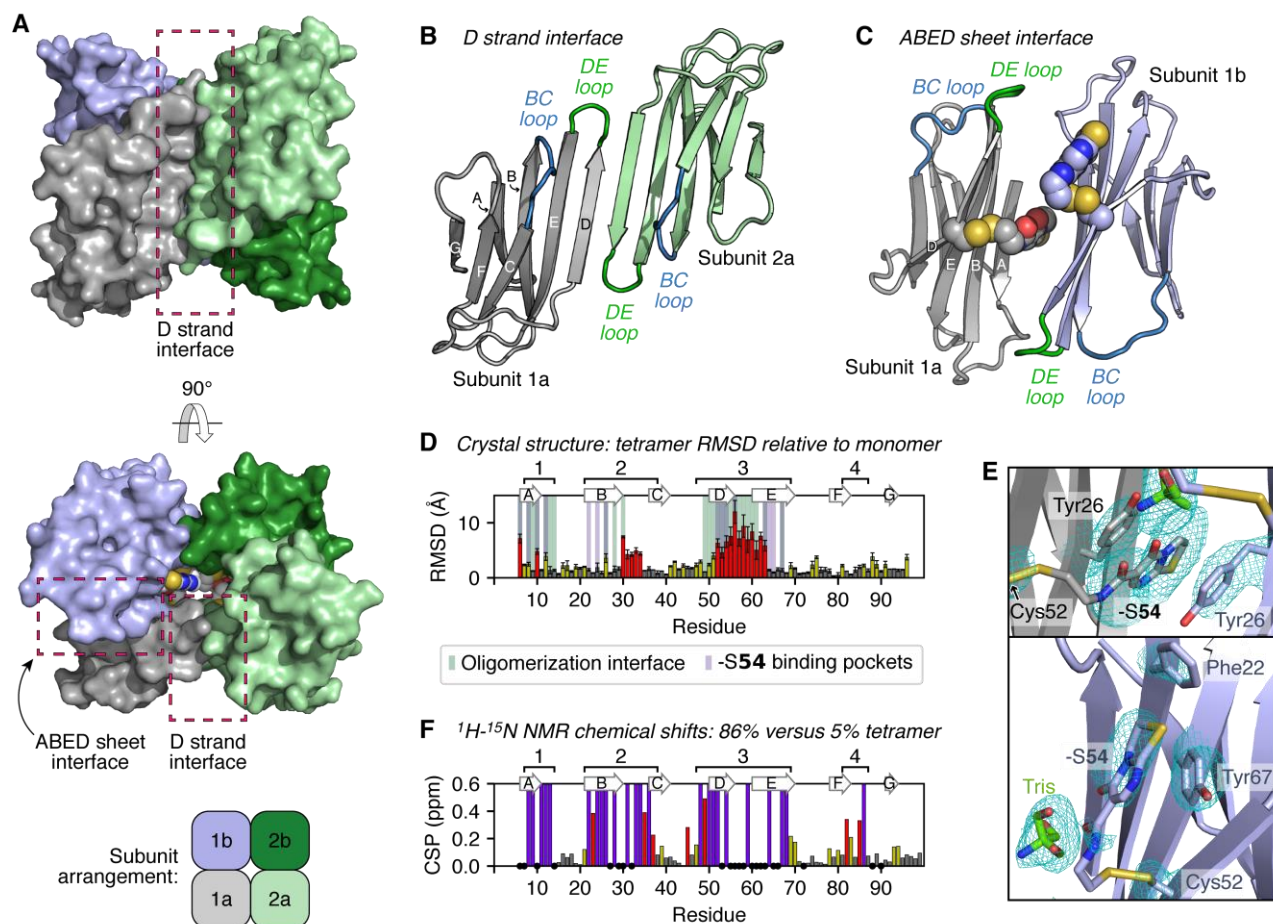 A
D strand
interface
90°
ABED sheet
interface
D strand
interface
Subunit
arrangement:
1b
2b
1a
2a
B D strand interface
DE
loop
BC
loop
A
B
G
F
C
E
D
Subunit 1a
DE
loop
BC
loop
Subunit 2a
C ABED sheet interface
DE loop
BC
loop
Subunit 1b
D
E
B
A
Subunit 1a
DE
loop
BC
loop
D Crystal structure: tetramer RMSD relative to monomer
1 2 3 4
A B C D E F G
RMSD (Å)
10
0
10 20 30 40 50 60 70 80 90
Residue
Oligomerization interface -S54 binding pockets
F ¹H-¹⁵N NMR chemical shifts: 86% versus 5% tetramer
1 2 3 4
A B C D E F G
CSP (ppm)
0.6
0.4
0.2
0.0
10 20 30 40 50 60 70 80 90
Residue
E
Tyr26
Cys52
-S54
Tyr26
Phe22
-S54
Tyr67
Tris
Cys52